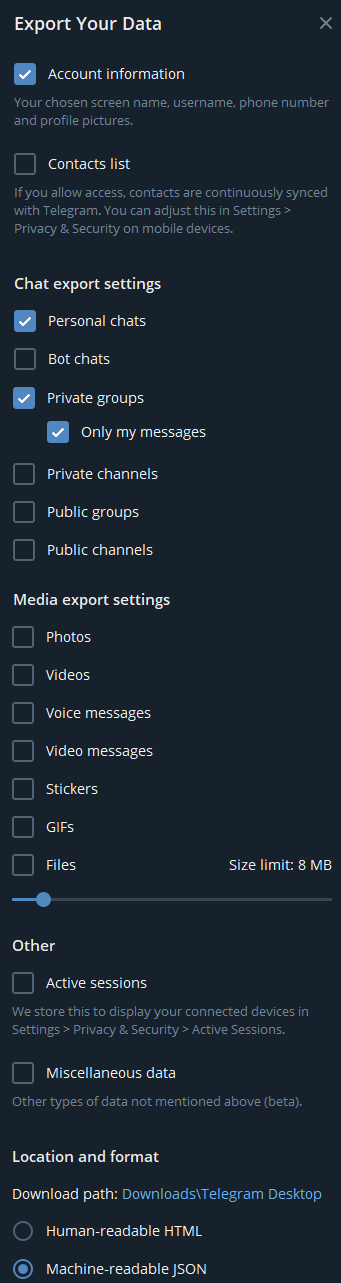 Export Your Data
Account information
Your chosen screen name, username, phone number
and profile pictures.
Contacts list
If you allow access, contacts are continuously synced
with Telegram. You can adjust this in Settings >
Privacy & Security on mobile devices.
Chat export settings
Personal chats
Bot chats
Private groups
Only my messages
Private channels
Public groups
Public channels
Media export settings
Photos
Videos
Voice messages
Video messages
Stickers
GIFs
Files Size limit: 8 MB
Other
Active sessions
We store this to display your connected devices in
Settings > Privacy & Security > Active Sessions.
Miscellaneous data
Other types of data not mentioned above (beta).
Location and format
Download path: Downloads\Telegram Desktop
Human-readable HTML
Machine-readable JSON